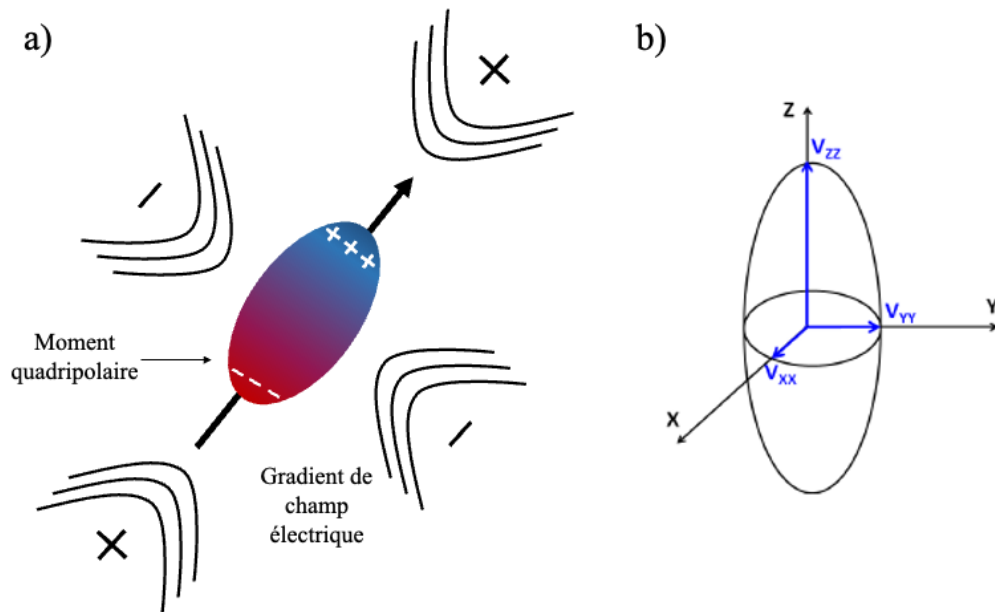 a)
+++
Moment
quadripolaire
---
Gradient de
champ
électrique
b)
Z
V_ZZ
Y
V_YY
V_XX
X